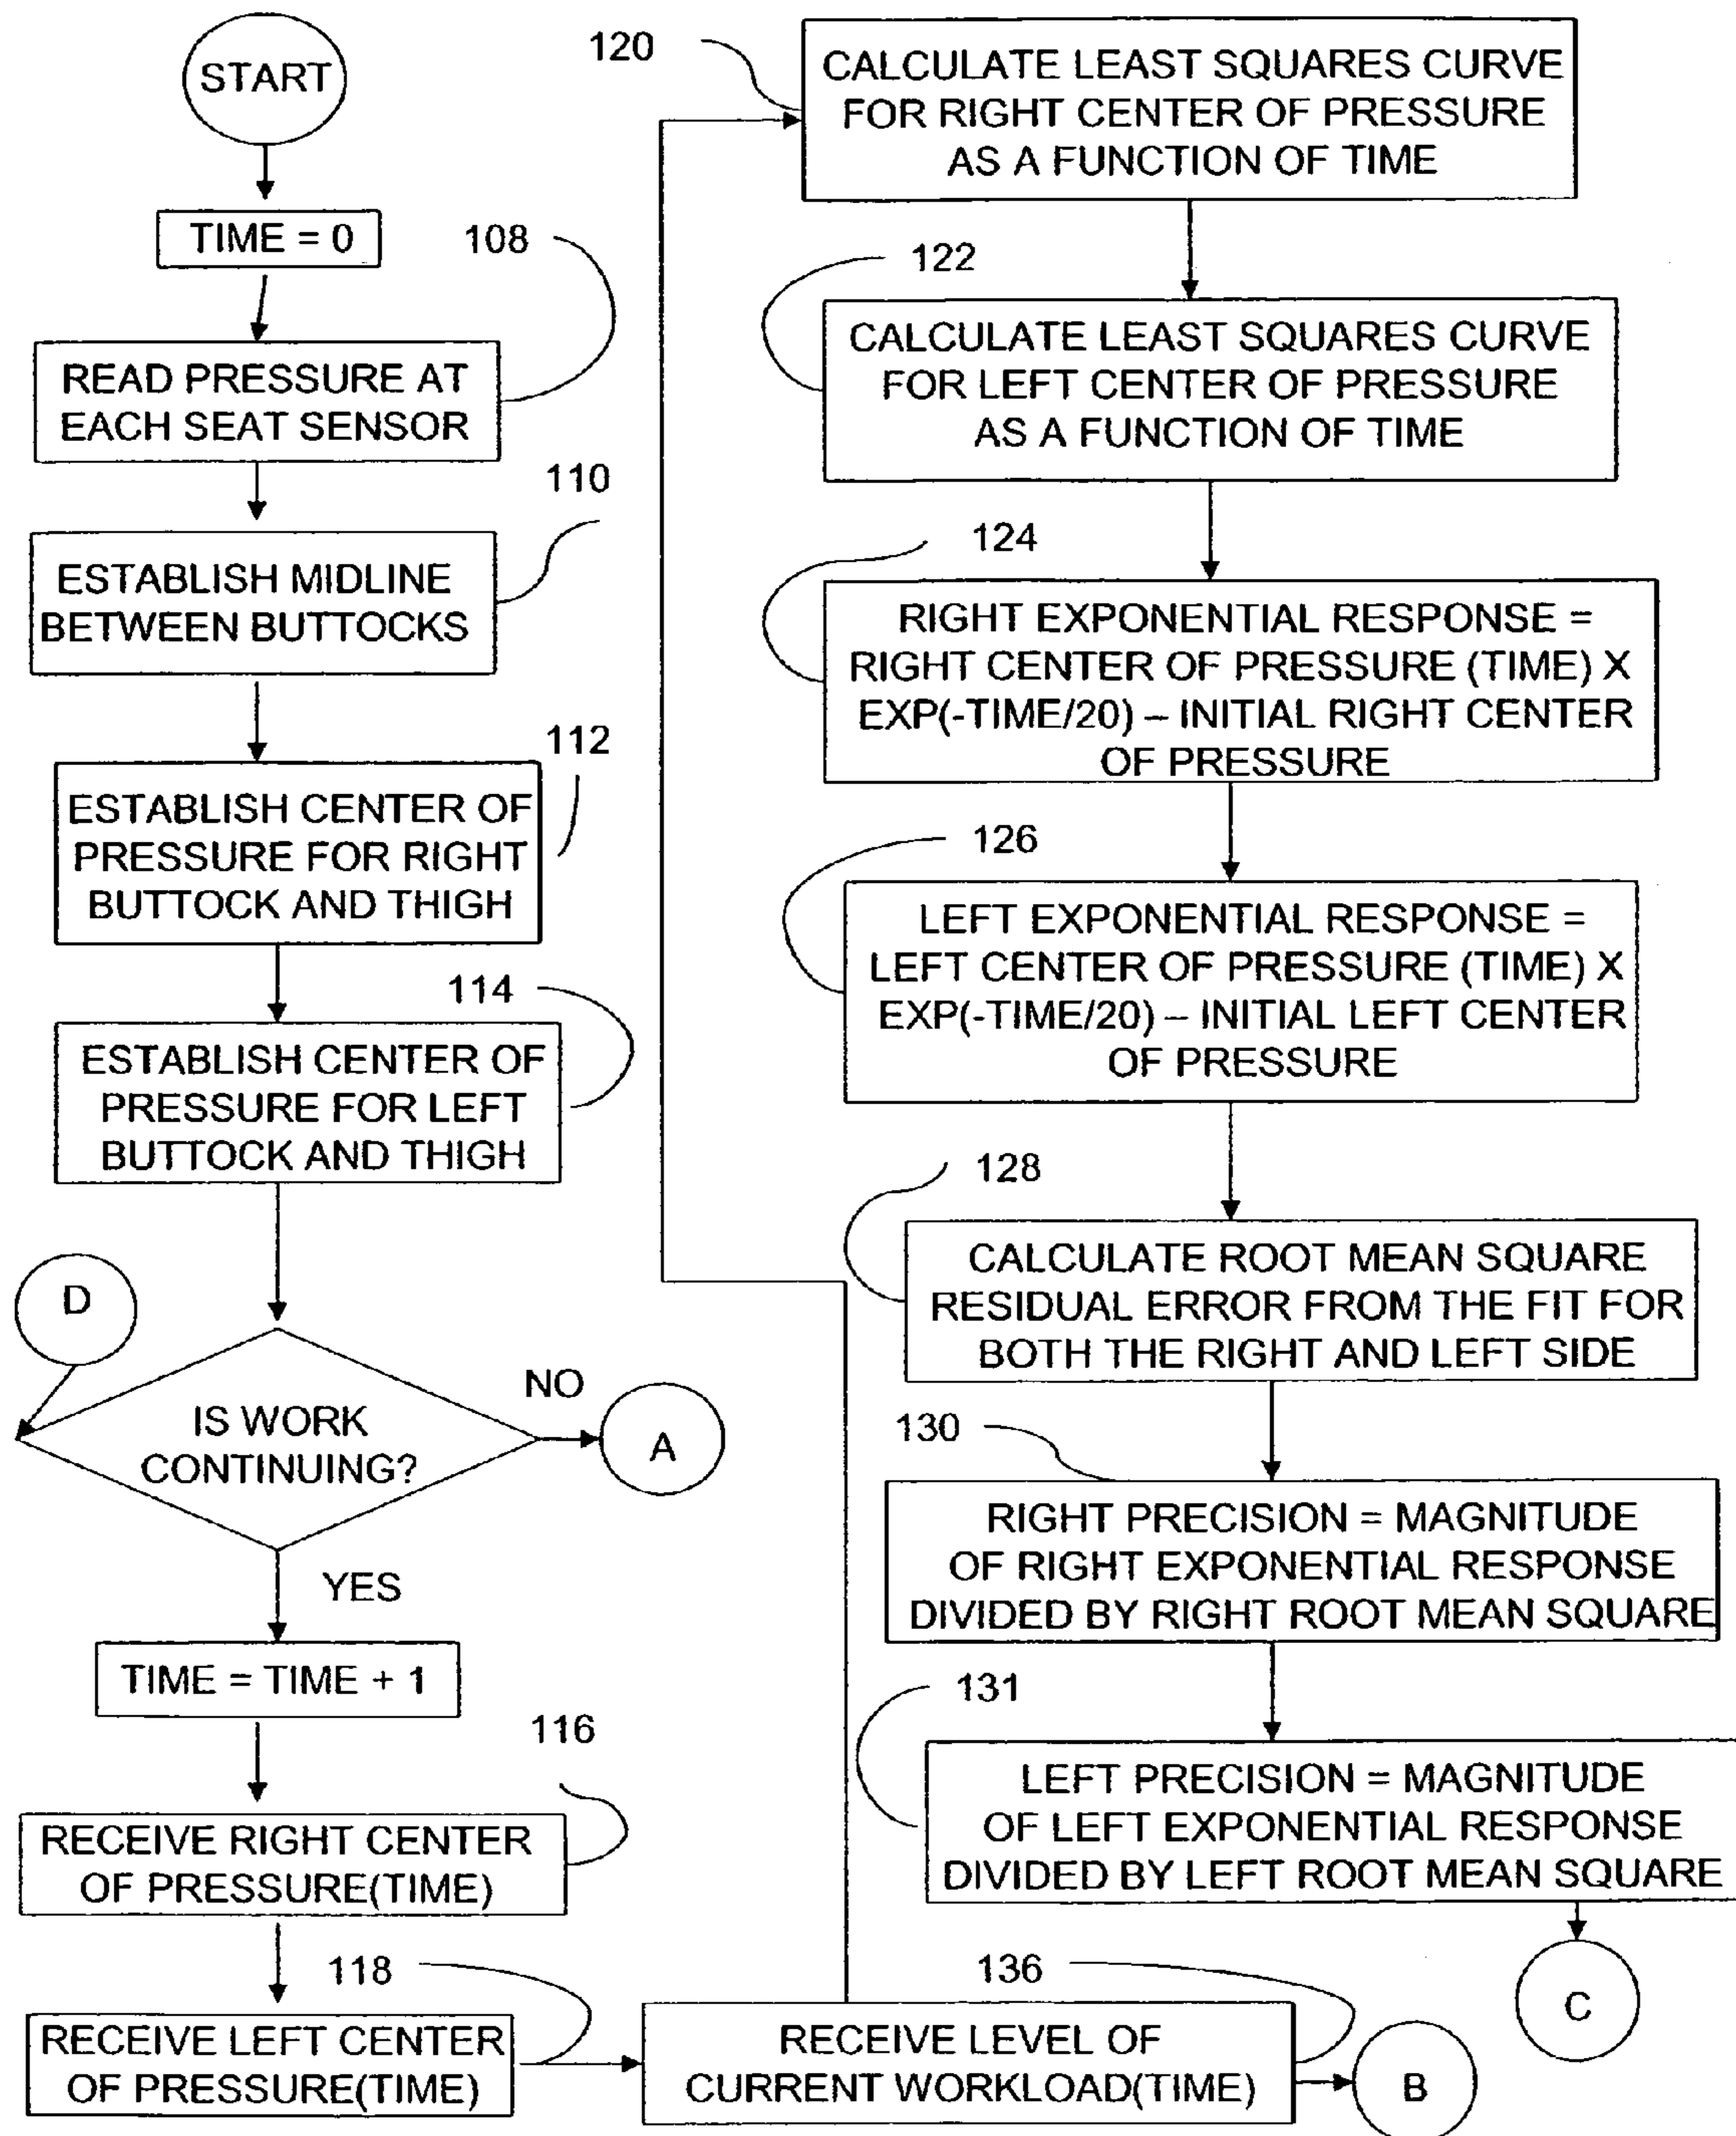 START
TIME = 0
108
READ PRESSURE AT
EACH SEAT SENSOR
110
ESTABLISH MIDLINE
BETWEEN BUTTOCKS
112
ESTABLISH CENTER OF
PRESSURE FOR RIGHT
BUTTOCK AND THIGH
114
ESTABLISH CENTER OF
PRESSURE FOR LEFT
BUTTOCK AND THIGH
D
IS WORK
CONTINUING?
NO
A
YES
TIME = TIME + 1
116
RECEIVE RIGHT CENTER
OF PRESSURE(TIME)
118
RECEIVE LEFT CENTER
OF PRESSURE(TIME)
136
RECEIVE LEVEL OF
CURRENT WORKLOAD(TIME)
B
120
CALCULATE LEAST SQUARES CURVE
FOR RIGHT CENTER OF PRESSURE
AS A FUNCTION OF TIME
122
CALCULATE LEAST SQUARES CURVE
FOR LEFT CENTER OF PRESSURE
AS A FUNCTION OF TIME
124
RIGHT EXPONENTIAL RESPONSE =
RIGHT CENTER OF PRESSURE (TIME) X
EXP(-TIME/20) – INITIAL RIGHT CENTER
OF PRESSURE
126
LEFT EXPONENTIAL RESPONSE =
LEFT CENTER OF PRESSURE (TIME) X
EXP(-TIME/20) – INITIAL LEFT CENTER
OF PRESSURE
128
CALCULATE ROOT MEAN SQUARE
RESIDUAL ERROR FROM THE FIT FOR
BOTH THE RIGHT AND LEFT SIDE
130
RIGHT PRECISION = MAGNITUDE
OF RIGHT EXPONENTIAL RESPONSE
DIVIDED BY RIGHT ROOT MEAN SQUARE
131
LEFT PRECISION = MAGNITUDE
OF LEFT EXPONENTIAL RESPONSE
DIVIDED BY LEFT ROOT MEAN SQUARE
C